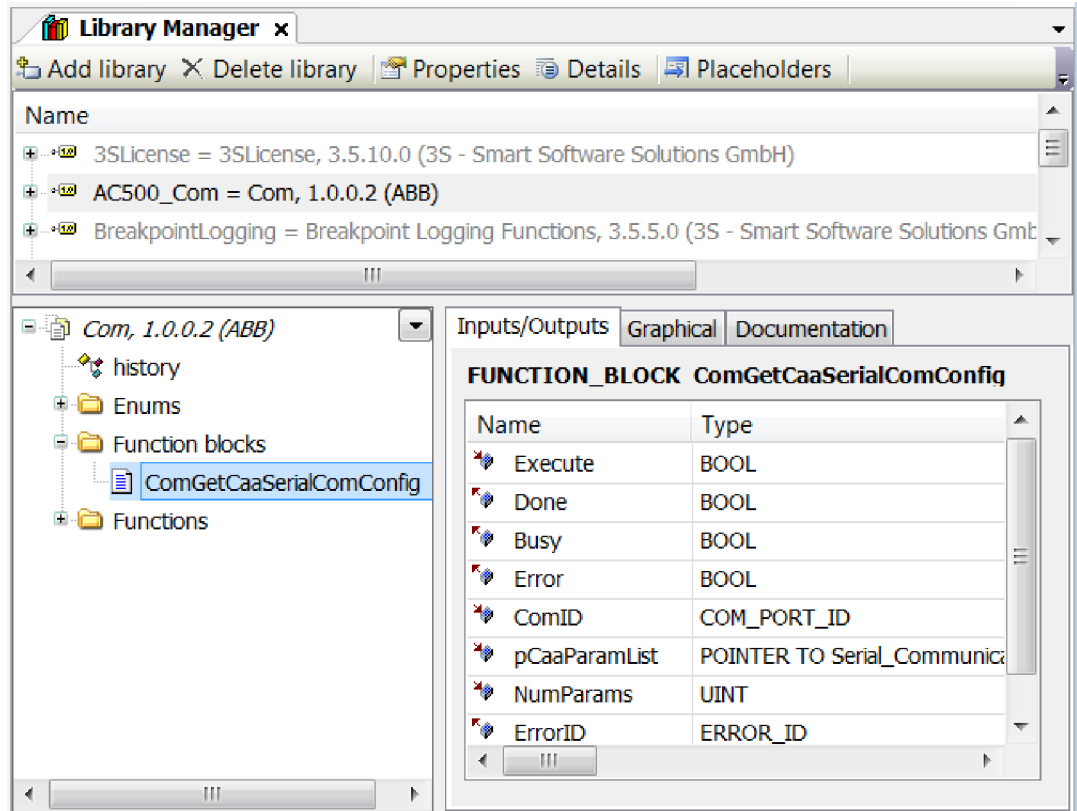 Library Manager x
Add library Delete library Properties Details Placeholders
Name
3SLicense = 3SLicense, 3.5.10.0 (3S - Smart Software Solutions GmbH)
AC500_Com = Com, 1.0.0.2 (ABB)
BreakpointLogging = Breakpoint Logging Functions, 3.5.5.0 (3S - Smart Software Solutions Gmb
Com, 1.0.0.2 (ABB)
history
Enums
Function blocks
ComGetCaaSerialComConfig
Functions
Inputs/Outputs Graphical Documentation
FUNCTION_BLOCK ComGetCaaSerialComConfig
Name Type
Execute BOOL
Done BOOL
Busy BOOL
Error BOOL
ComID COM_PORT_ID
pCaaParamList POINTER TO Serial_Communica
NumParams UINT
ErrorID ERROR_ID